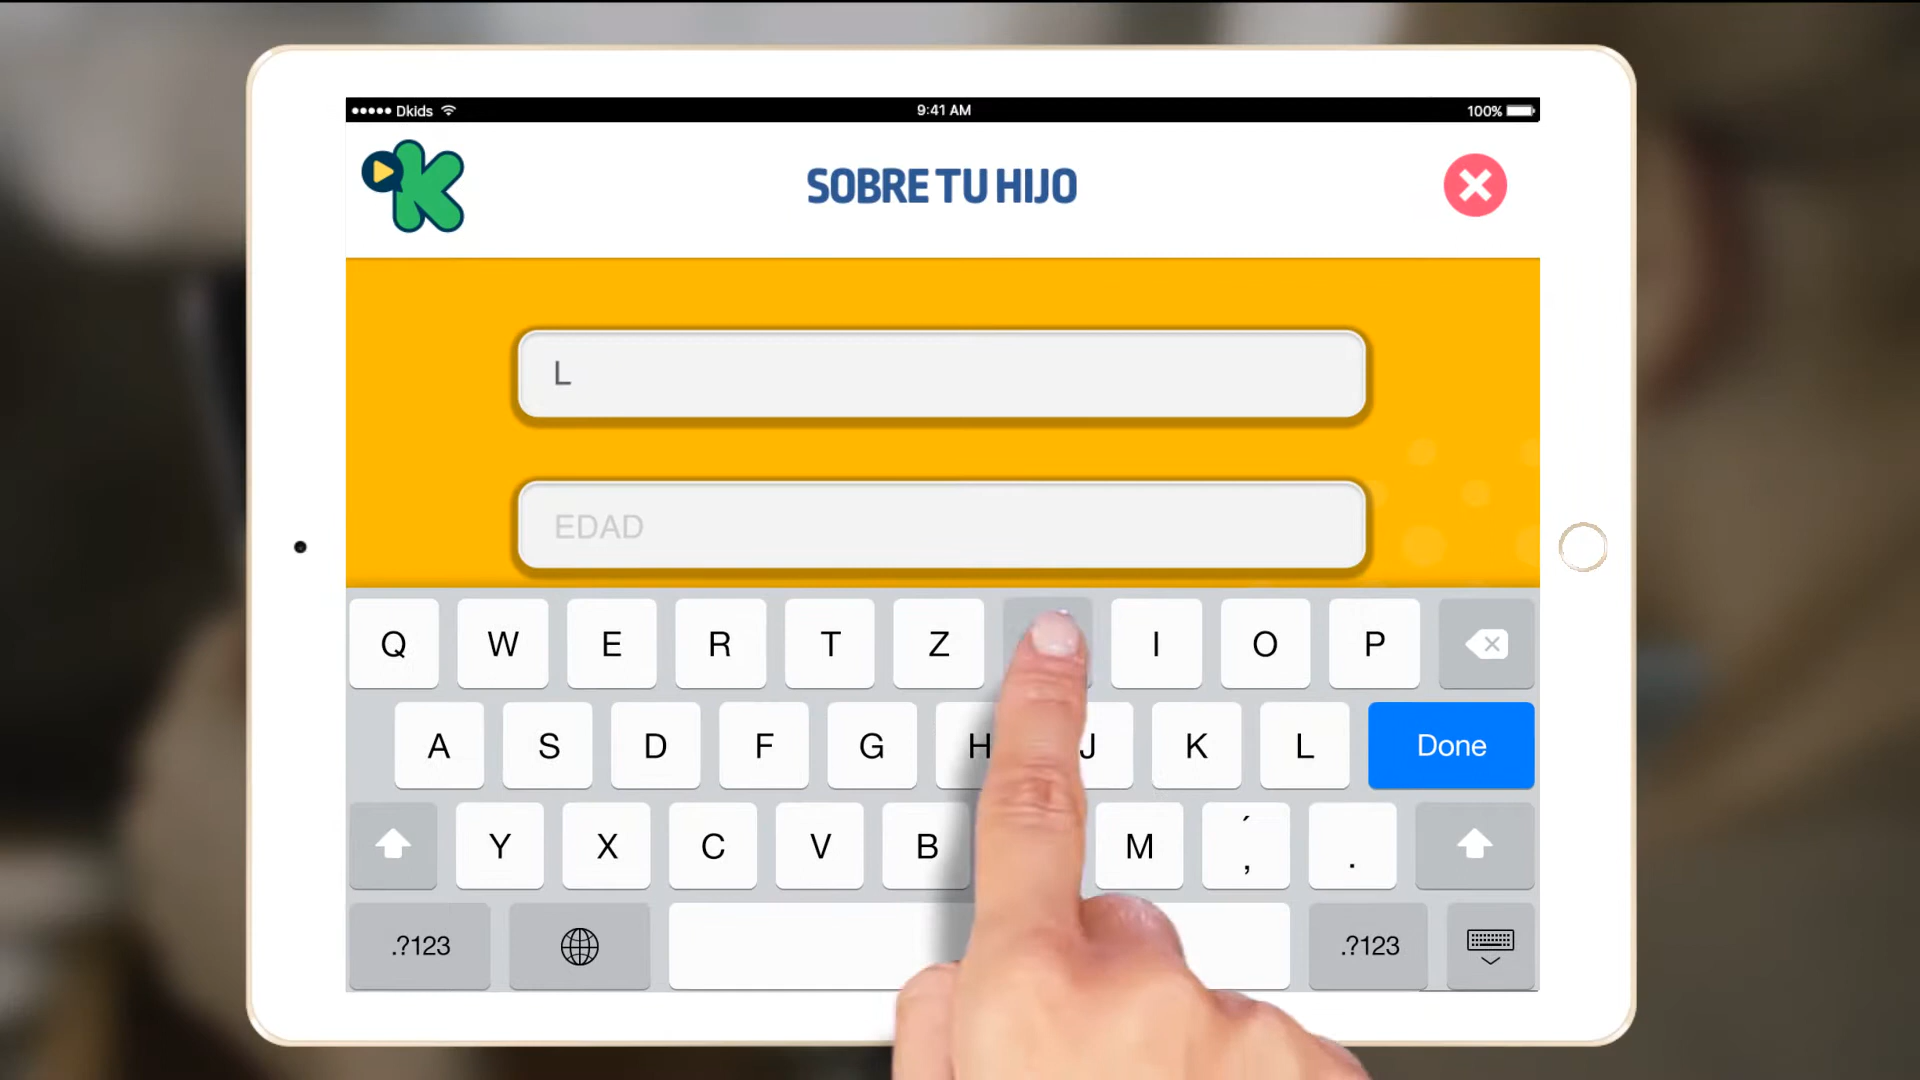 Dkids 9:41 AM 100%
K
SOBRE TU HIJO
L
EDAD
Q W E R T Z I O P
A S D F G H J K L Done
Y X C V B M ´ , .
.?123 .?123